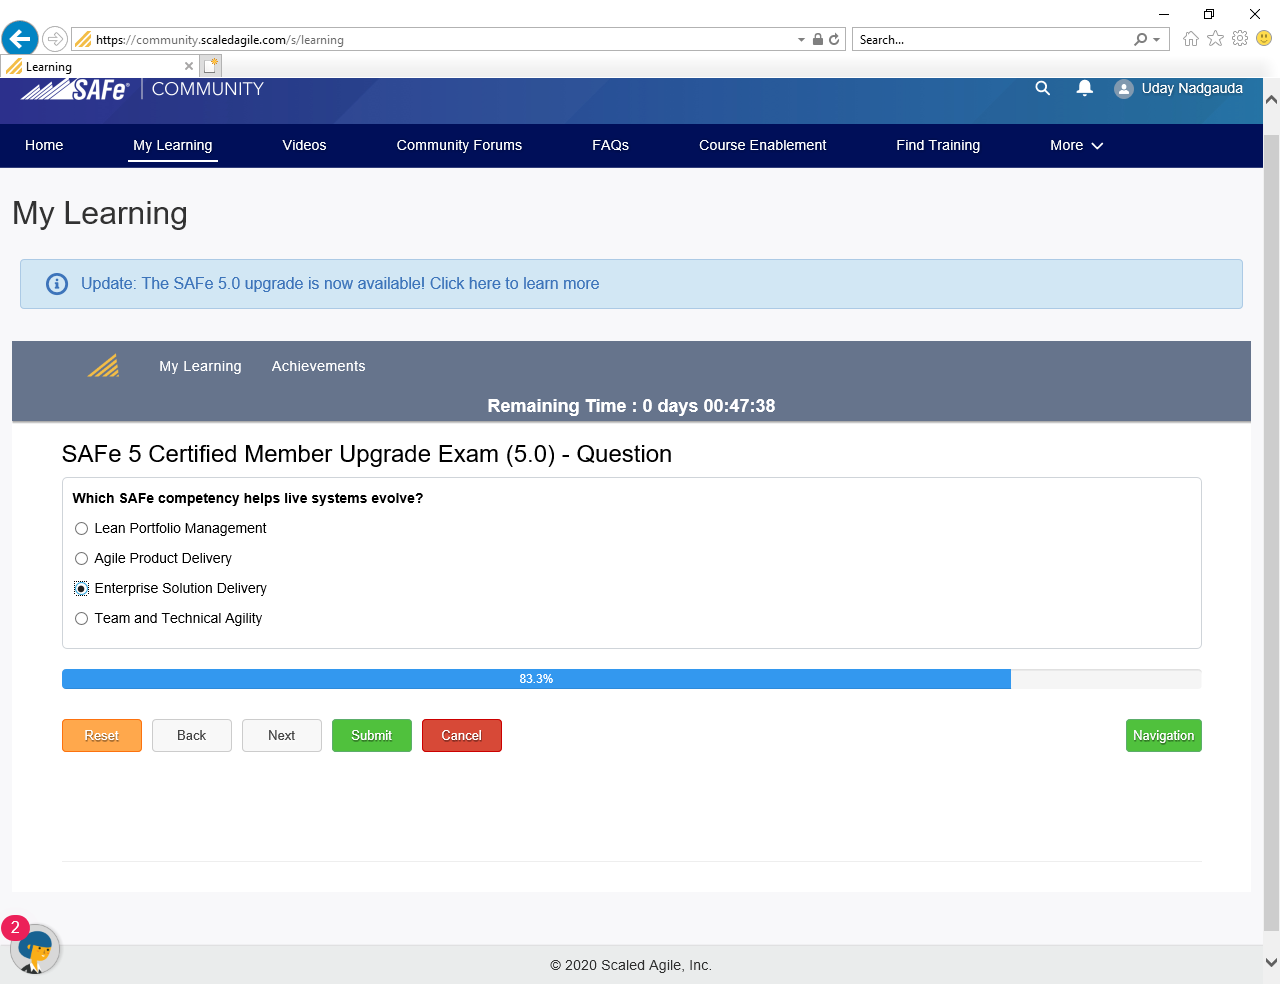 https://community.scaledagile.com/s/learning
Search...
Learning
SAFe® COMMUNITY
Uday Nadgauda
Home
My Learning
Videos
Community Forums
FAQs
Course Enablement
Find Training
More
My Learning
Update: The SAFe 5.0 upgrade is now available! Click here to learn more
My Learning
Achievements
Remaining Time : 0 days 00:47:38
SAFe 5 Certified Member Upgrade Exam (5.0) - Question
Which SAFe competency helps live systems evolve?
Lean Portfolio Management
Agile Product Delivery
Enterprise Solution Delivery
Team and Technical Agility
83.3%
Reset
Back
Next
Submit
Cancel
Navigation
2
© 2020 Scaled Agile, Inc.